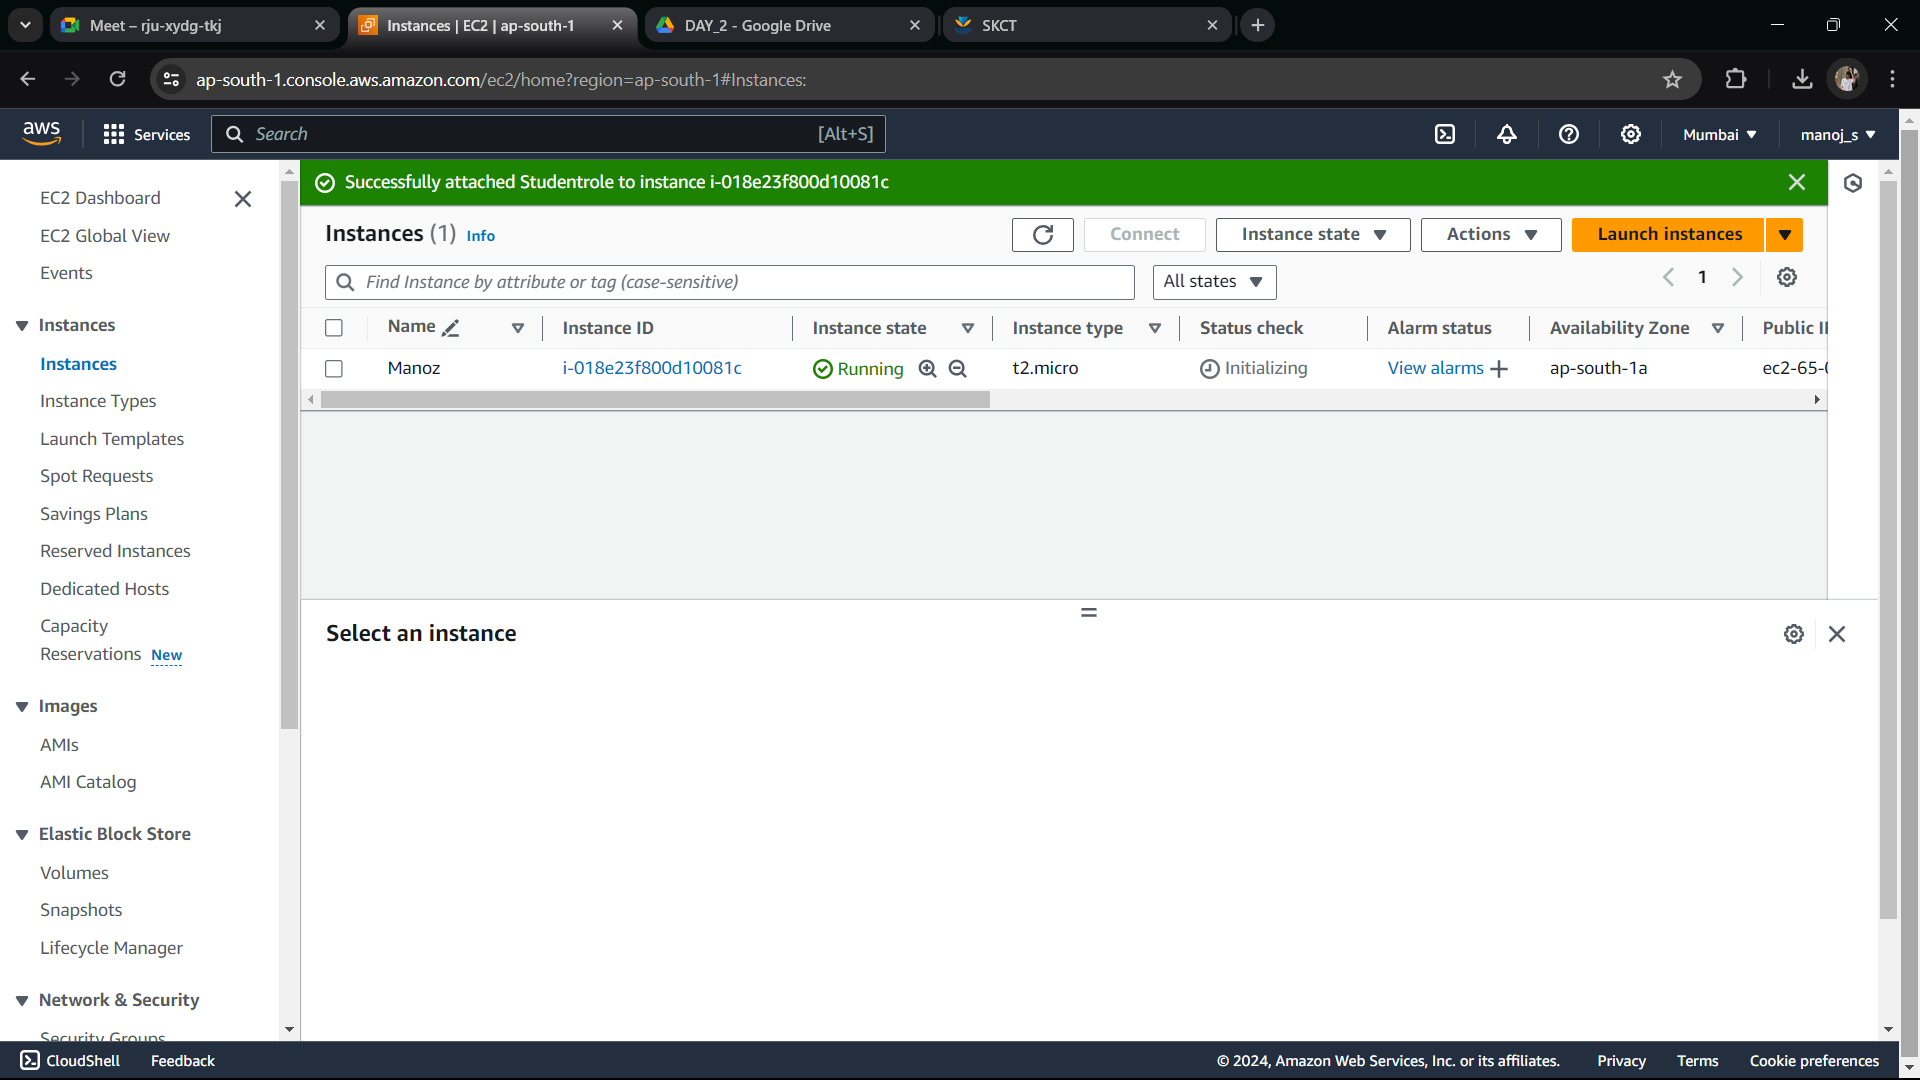 Meet – rju-xydg-tkj
Instances | EC2 | ap-south-1
DAY_2 - Google Drive
SKCT
ap-south-1.console.aws.amazon.com/ec2/home?region=ap-south-1#Instances:
aws
Services
Search
[Alt+S]
Mumbai
manoj_s
EC2 Dashboard
EC2 Global View
Events
Instances
Instances
Instance Types
Launch Templates
Spot Requests
Savings Plans
Reserved Instances
Dedicated Hosts
Capacity
Reservations New
Images
AMIs
AMI Catalog
Elastic Block Store
Volumes
Snapshots
Lifecycle Manager
Network & Security
Security Groups
Successfully attached Studentrole to instance i-018e23f800d10081c
Instances (1) Info
Connect
Instance state
Actions
Launch instances
Find Instance by attribute or tag (case-sensitive)
All states
1
Name Instance ID Instance state Instance type Status check Alarm status Availability Zone Public
Manoz i-018e23f800d10081c Running t2.micro Initializing View alarms ap-south-1a ec2-65-
Select an instance
CloudShell
Feedback
© 2024, Amazon Web Services, Inc. or its affiliates.
Privacy
Terms
Cookie preferences